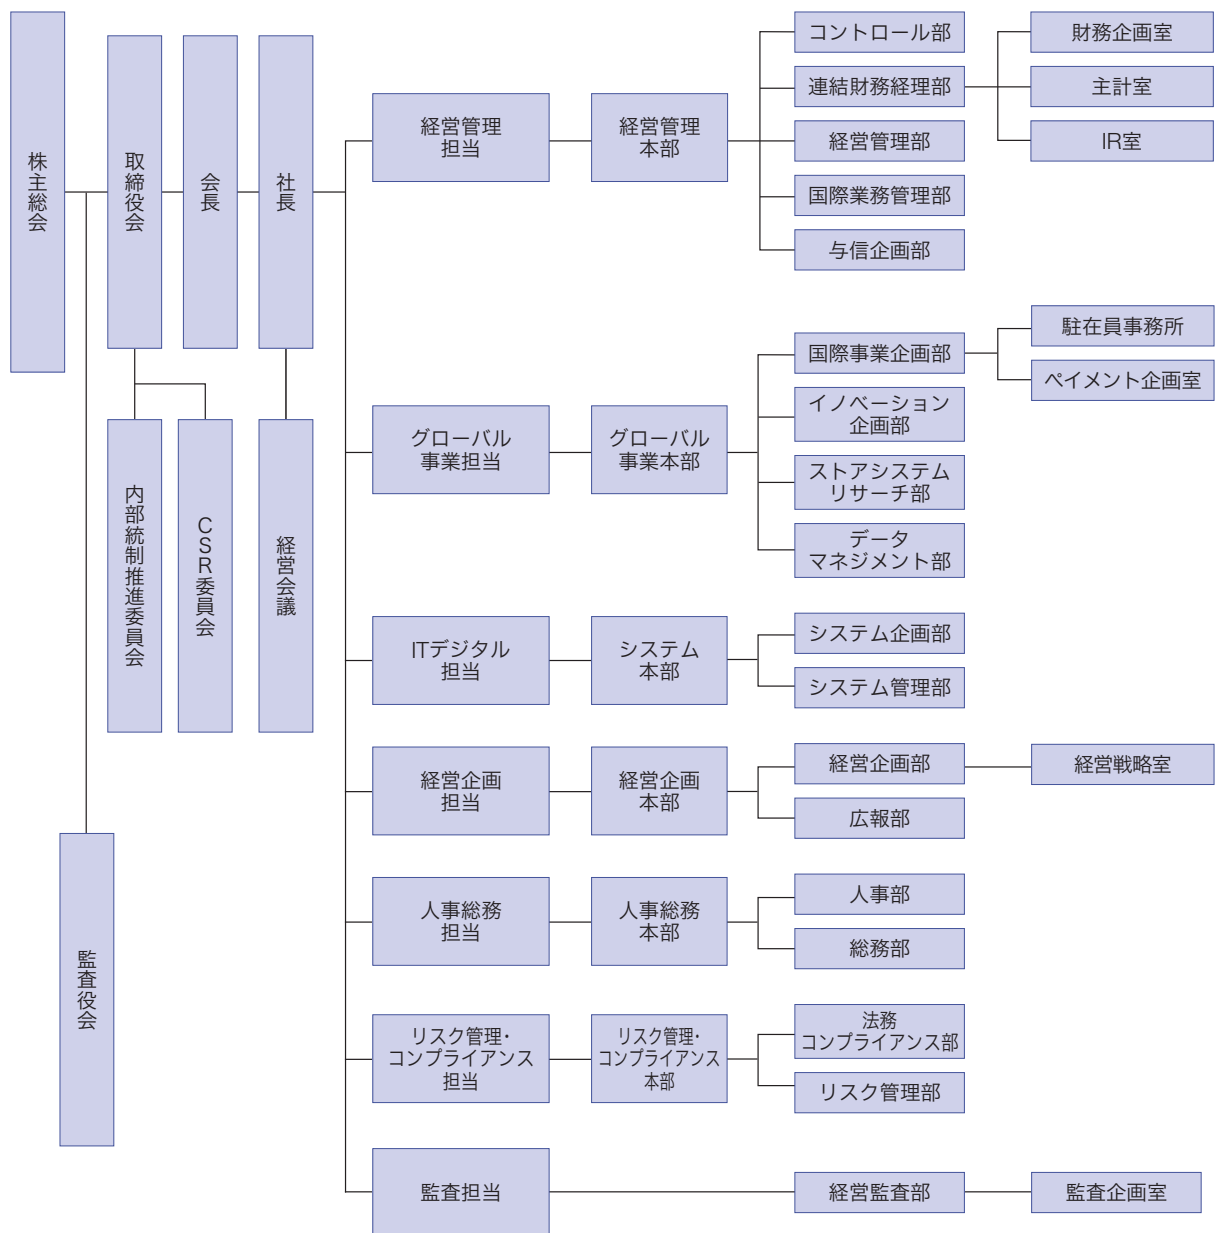 株主総会
取締役会
会長
社長
内部統制推進委員会
CSR委員会
経営会議
監査役会
経営管理
担当
経営管理
本部
コントロール部
連結財務経理部
経営管理部
国際業務管理部
与信企画部
財務企画室
主計室
IR室
グローバル
事業担当
グローバル
事業本部
国際事業企画部
イノベーション
企画部
ストアシステム
リサーチ部
データ
マネジメント部
駐在員事務所
ペイメント企画室
ITデジタル
担当
システム
本部
システム企画部
システム管理部
経営企画
担当
経営企画
本部
経営企画部
広報部
経営戦略室
人事総務
担当
人事総務
本部
人事部
総務部
リスク管理・
コンプライアンス
担当
リスク管理・
コンプライアンス
本部
法務
コンプライアンス部
リスク管理部
監査担当
経営監査部
監査企画室